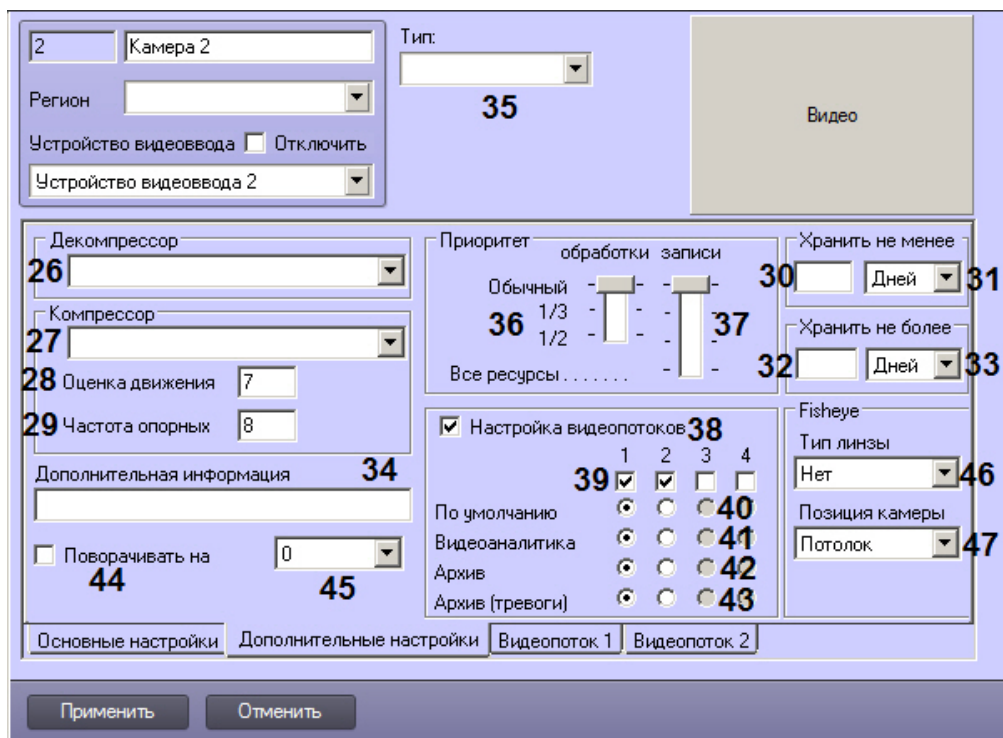 2 Камера 2
Тип:
35
Регион
Видео
Устройство видеоввода Отключить
Устройство видеоввода 2
Декомпрессор
26
Компрессор
27
28 Оценка движения 7
29 Частота опорных 8
34
Дополнительная информация
Поворачивать на 0
44 45
Приоритет
обработки записи
Обычный
1/3
1/2
36 37
Все ресурсы . . . . . . .
Хранить не менее
30 Дней 31
Хранить не более
32 Дней 33
Настройка видеопотоков 38
1 2 3 4
39
По умолчанию 40
Видеоаналитика 41
Архив 42
Архив (тревоги) 43
Fisheye
Тип линзы
Нет 46
Позиция камеры
Потолок 47
Основные настройки Дополнительные настройки Видеопоток 1 Видеопоток 2
Применить Отменить